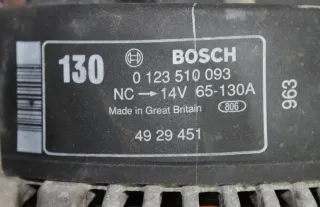 130 BOSCH
0 123 510 093
NC → 14V 65-130A
Made in Great Britain 806
49 29 451
963